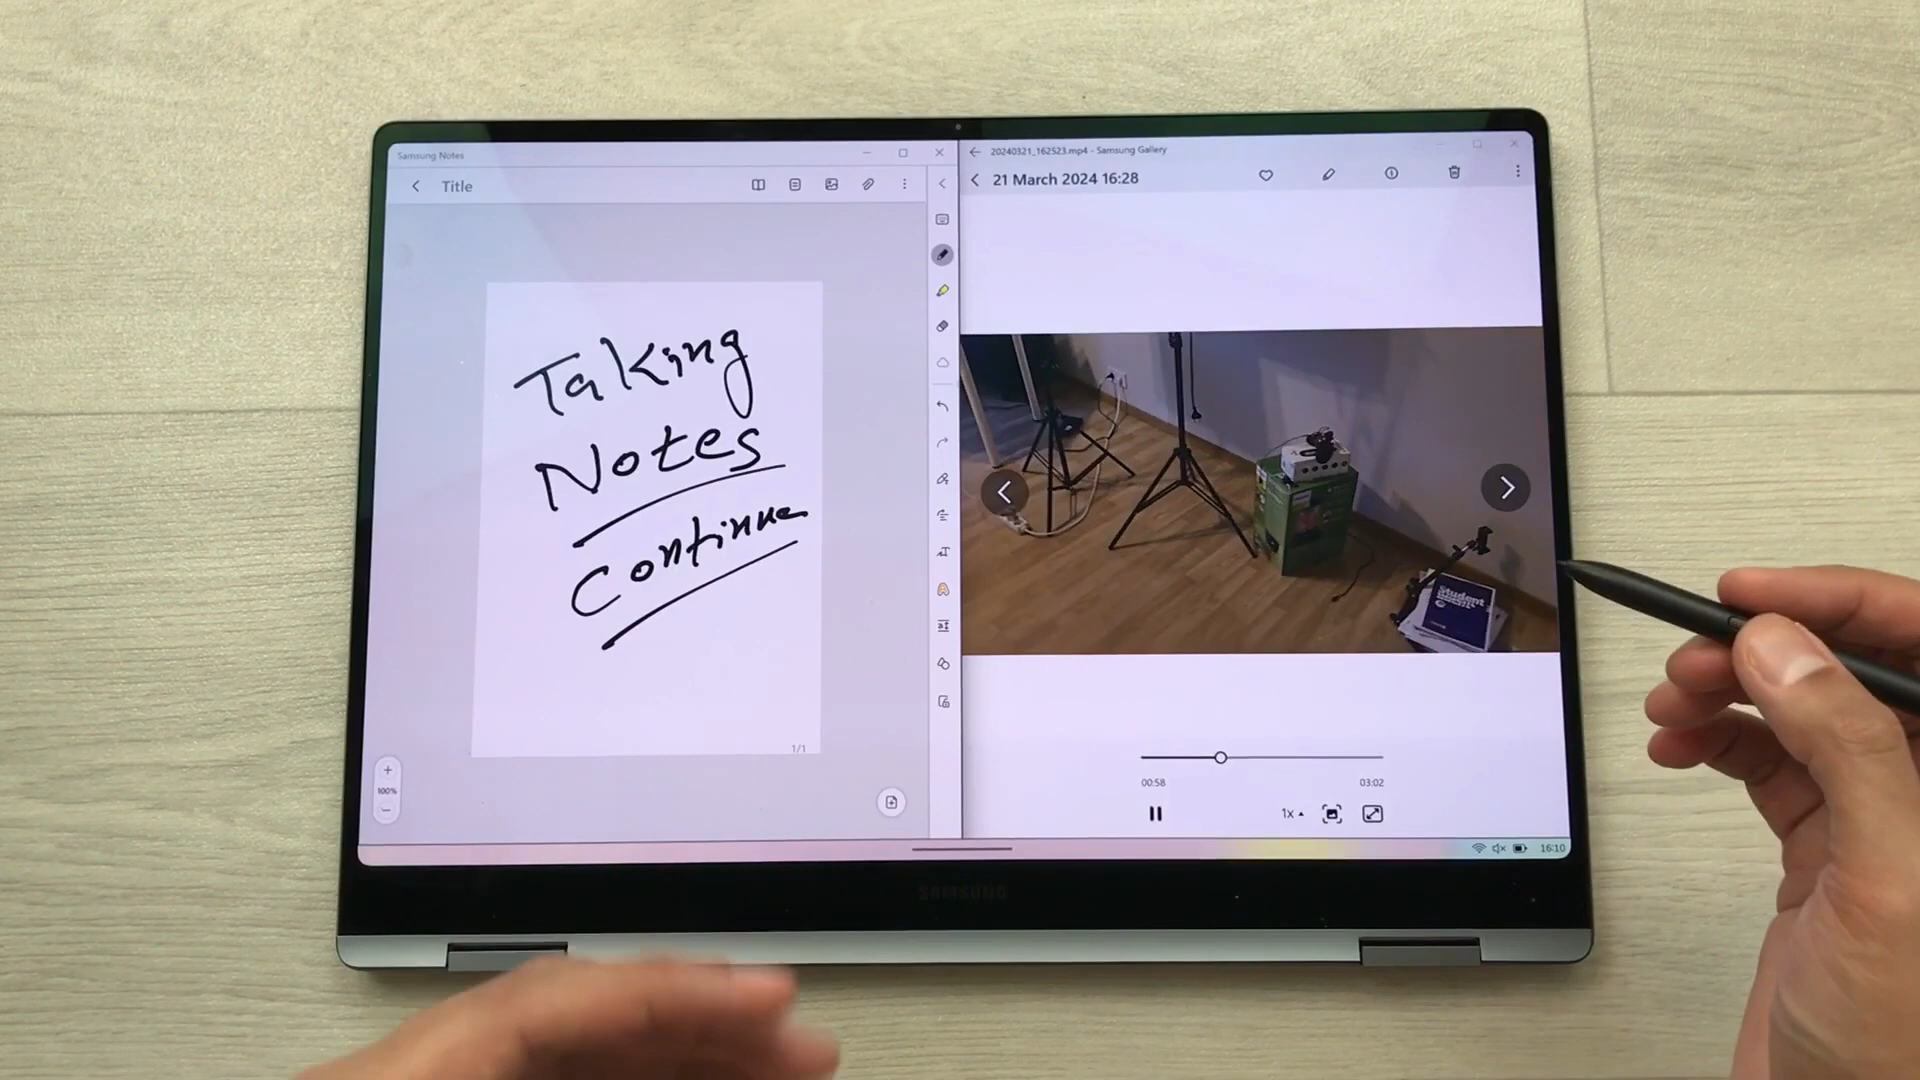 Samsung Notes
Title
Taking
Notes
Continue
1/1
100%
20240321_162523.mp4 - Samsung Gallery
21 March 2024 16:28
Student
00:58
03:02
1x
16:10
SAMSUNG